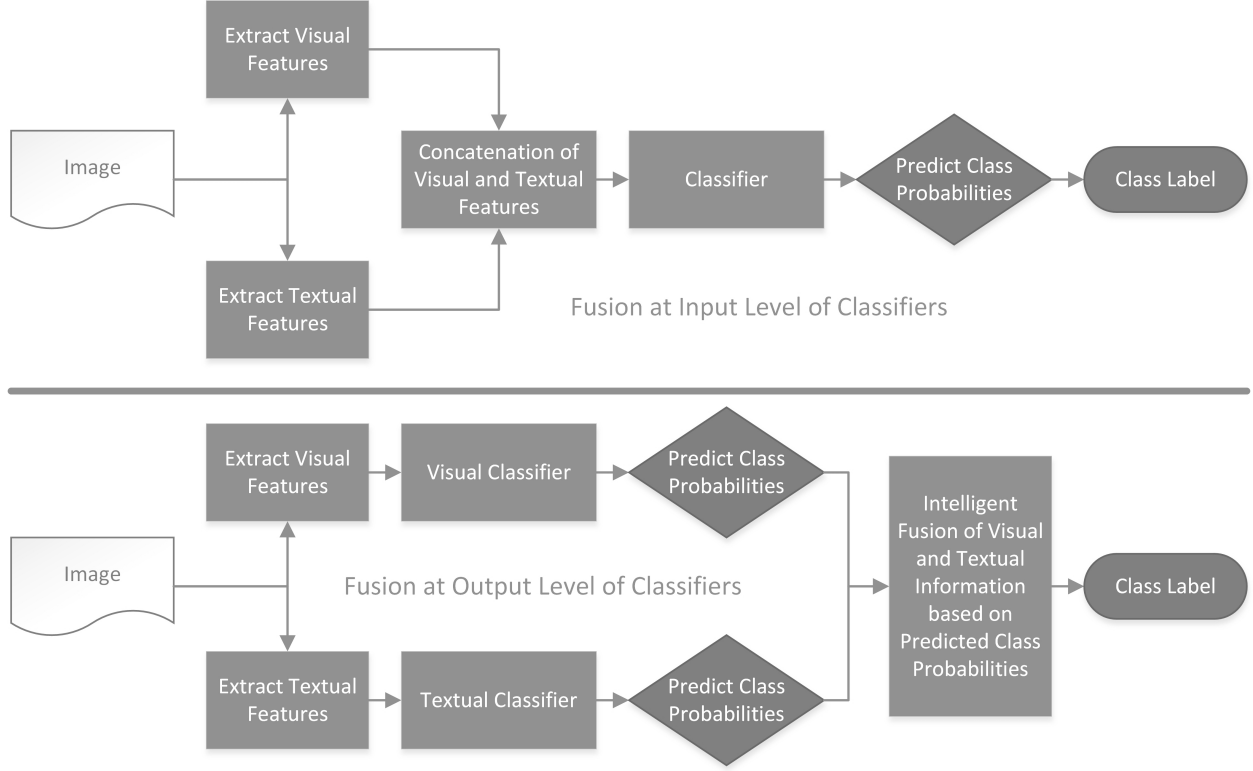 Extract Visual
Features
Image
Concatenation of
Visual and Textual
Features
Classifier
Predict Class
Probabilities
Class Label
Extract Textual
Features
Fusion at Input Level of Classifiers
Extract Visual
Features
Visual Classifier
Predict Class
Probabilities
Image
Fusion at Output Level of Classifiers
Intelligent
Fusion of Visual
and Textual
Information
based on
Predicted Class
Probabilities
Class Label
Extract Textual
Features
Textual Classifier
Predict Class
Probabilities